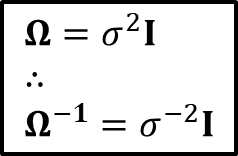 𝛀 = σ²𝐈
∴
𝛀⁻¹ = σ⁻²𝐈